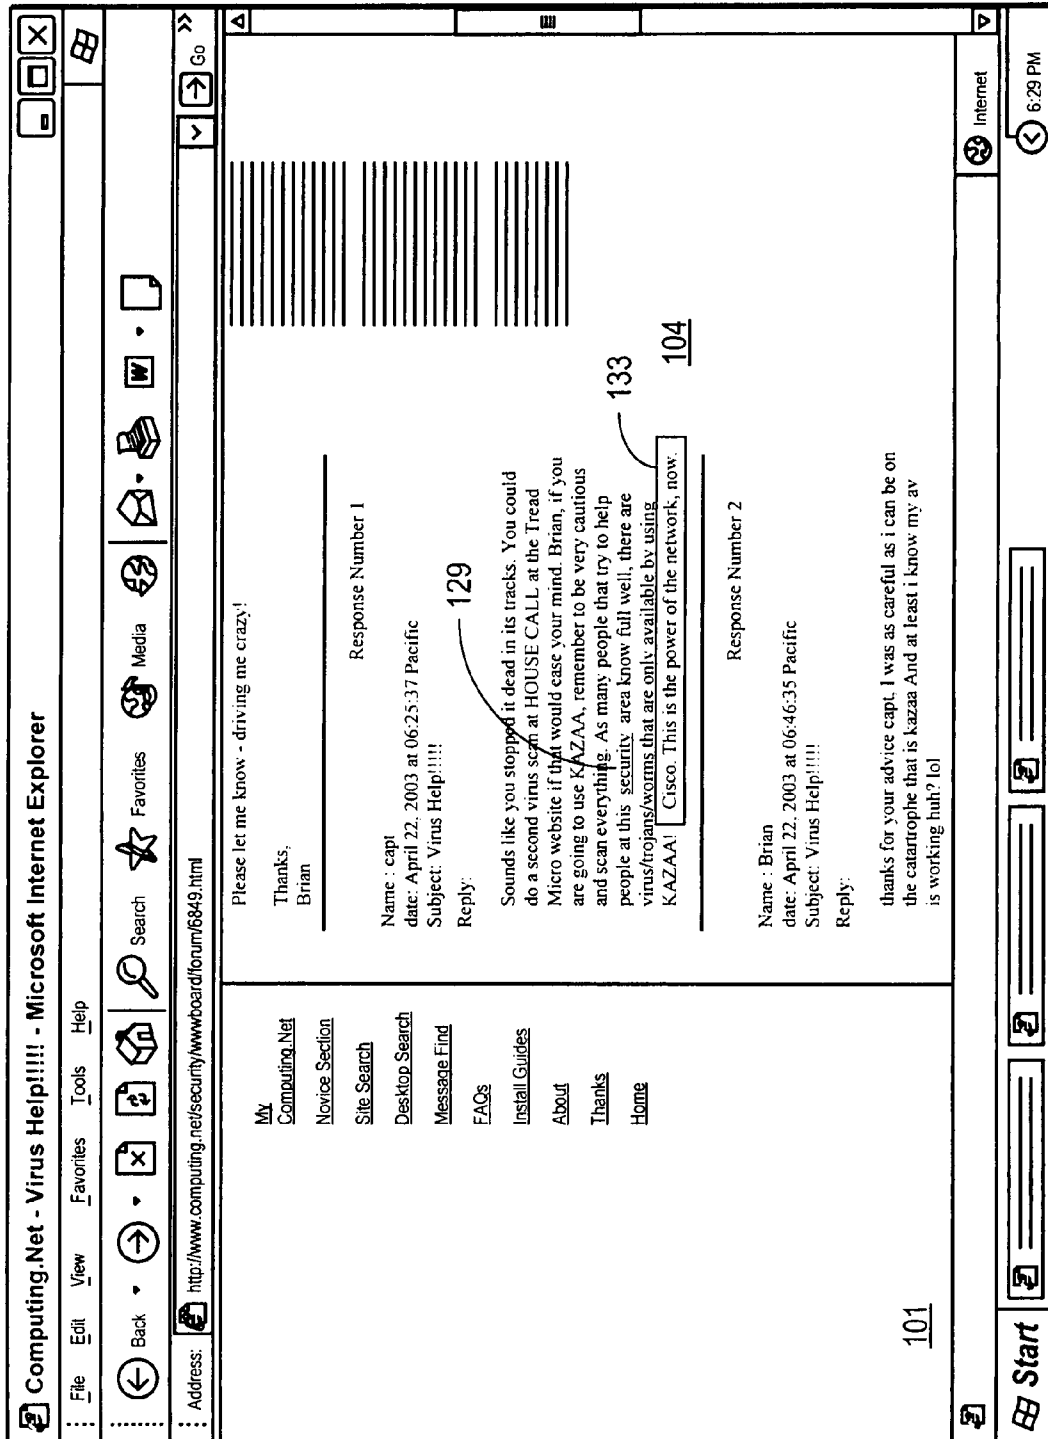 Computing.Net - Virus Help!!!!! - Microsoft Internet Explorer
File Edit View Favorites Tools Help
Back Search Favorites Media W
Address: http://www.computing.net/security/wwwboard/forum/6849.html Go
My
Computing.Net
Novice Section
Site Search
Desktop Search
Message Find
FAQs
Install Guides
About
Thanks
Home
101
Please let me know - driving me crazy!
Thanks,
Brian
Response Number 1
Name : capt
date: April 22, 2003 at 06:25:37 Pacific
Subject: Virus Help!!!!!
Reply:
129
Sounds like you stopped it dead in its tracks. You could
do a second virus scan at HOUSE CALL at the Tread
Micro website if that would ease your mind. Brian, if you
are going to use KAZAA, remember to be very cautious
and scan everything. As many people that try to help
people at this security area know full well, there are
virus/trojans/worms that are only available by using
KAZAA! Cisco. This is the power of the network, now.
133
104
Response Number 2
Name : Brian
date: April 22, 2003 at 06:46:35 Pacific
Subject: Virus Help!!!!!
Reply:
thanks for your advice capt, I was as careful as i can be on
the catartrophe that is kazaa And at least i know my av
is working huh? lol
Internet
Start
6:29 PM